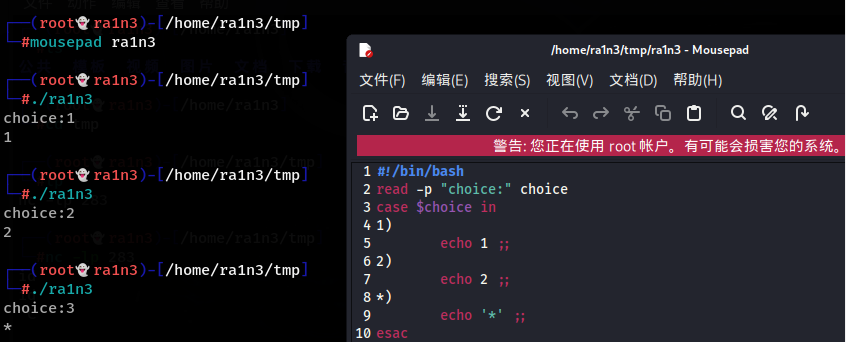 ┌──(root👻ra1n3)-[/home/ra1n3/tmp]
└─#mousepad ra1n3
┌──(root👻ra1n3)-[/home/ra1n3/tmp]
└─#./ra1n3
choice:1
1
┌──(root👻ra1n3)-[/home/ra1n3/tmp]
└─#./ra1n3
choice:2
2
┌──(root👻ra1n3)-[/home/ra1n3/tmp]
└─#./ra1n3
choice:3
*
/home/ra1n3/tmp/ra1n3 - Mousepad
文件(F) 编辑(E) 搜索(S) 视图(V) 文档(D) 帮助(H)
警告: 您正在使用 root 帐户。有可能会损害您的系统。
1 #!/bin/bash
2 read -p "choice:" choice
3 case $choice in
4 1)
5 echo 1 ;;
6 2)
7 echo 2 ;;
8 *)
9 echo '*' ;;
10 esac